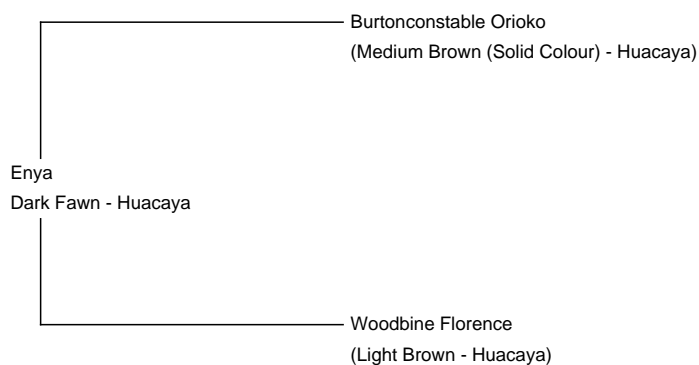 Burtonconstable Orioko
(Medium Brown (Solid Colour) - Huacaya)
Enya
Dark Fawn - Huacaya
Woodbine Florence
(Light Brown - Huacaya)